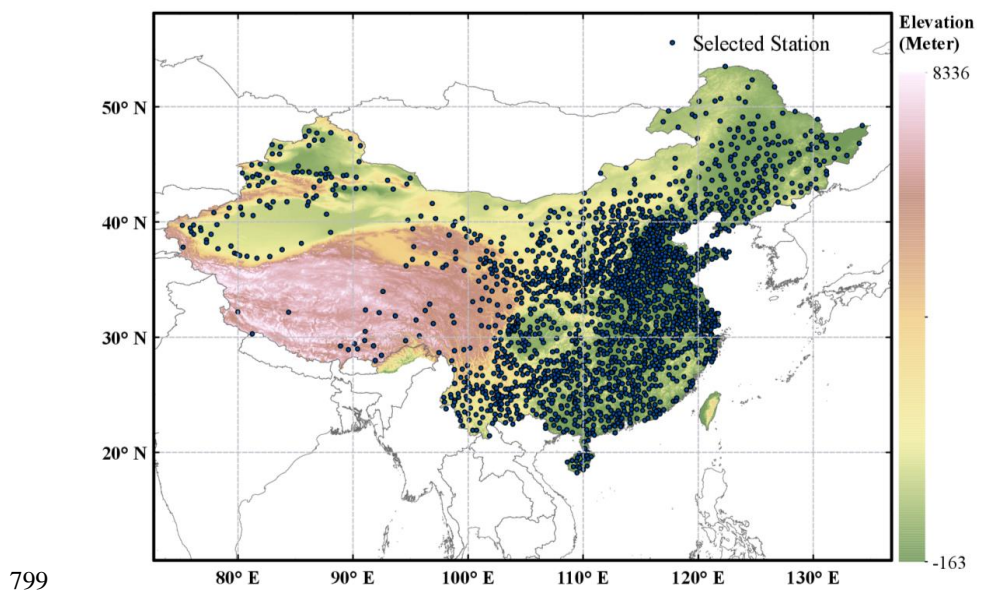 Elevation
(Meter)
Selected Station
8336
50° N
40° N
30° N
20° N
-163
799
80° E 90° E 100° E 110° E 120° E 130° E